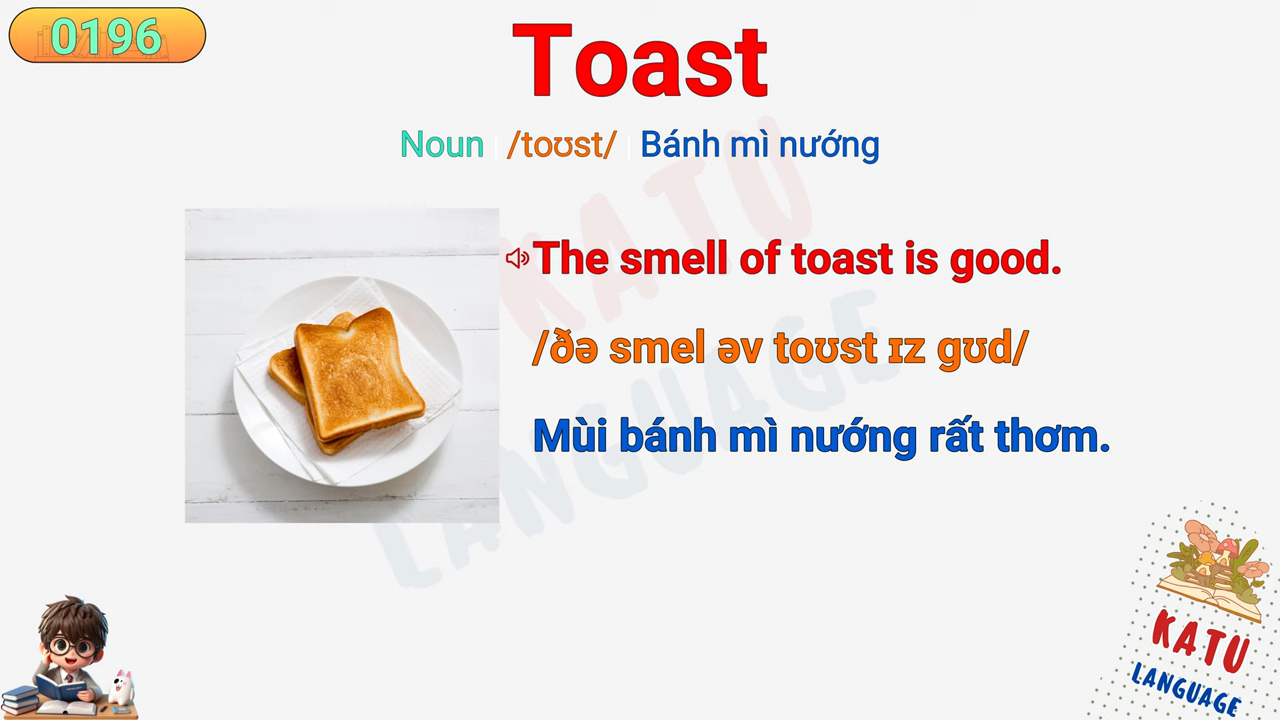 0196
Toast
Noun | /toʊst/ | Bánh mì nướng
The smell of toast is good.
/ðə smel əv toʊst ɪz gʊd/
Mùi bánh mì nướng rất thơm.
KATU
LANGUAGE
KATU
LANGUAGE